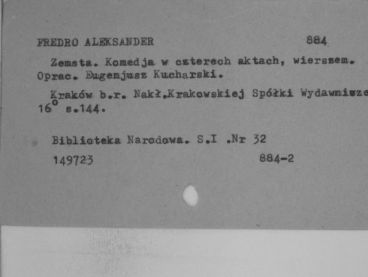 FREDRO ALEKSANDER 884
Zemsta. Komedja w czterech aktach, wierszem.
Oprac. Eugenjusz Kucharski.
Kraków b.r. Nakł.Krakowskiej Spółki Wydawnicze
16° s.144.
Biblioteka Narodowa. S.I .Nr 32
149723 884-2